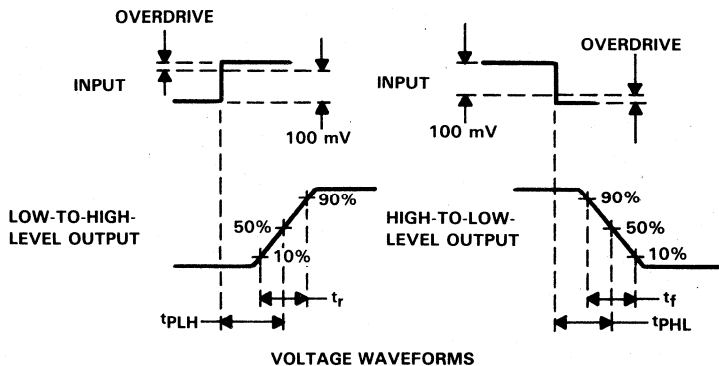 OVERDRIVE
INPUT
100 mV
OVERDRIVE
INPUT
100 mV
LOW-TO-HIGH-
LEVEL OUTPUT
90%
50%
10%
tr
tPLH
HIGH-TO-LOW-
LEVEL OUTPUT
90%
50%
10%
tf
tPHL
VOLTAGE WAVEFORMS